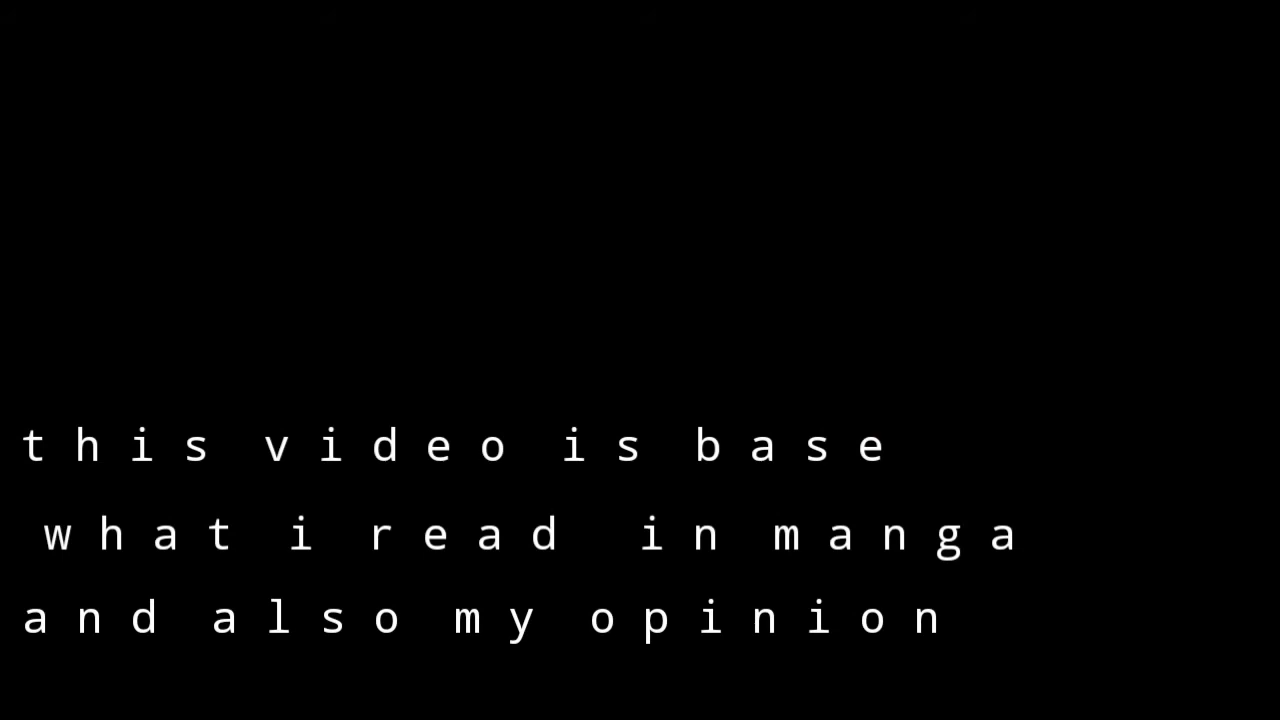 this video is base
what i read in manga
and also my opinion